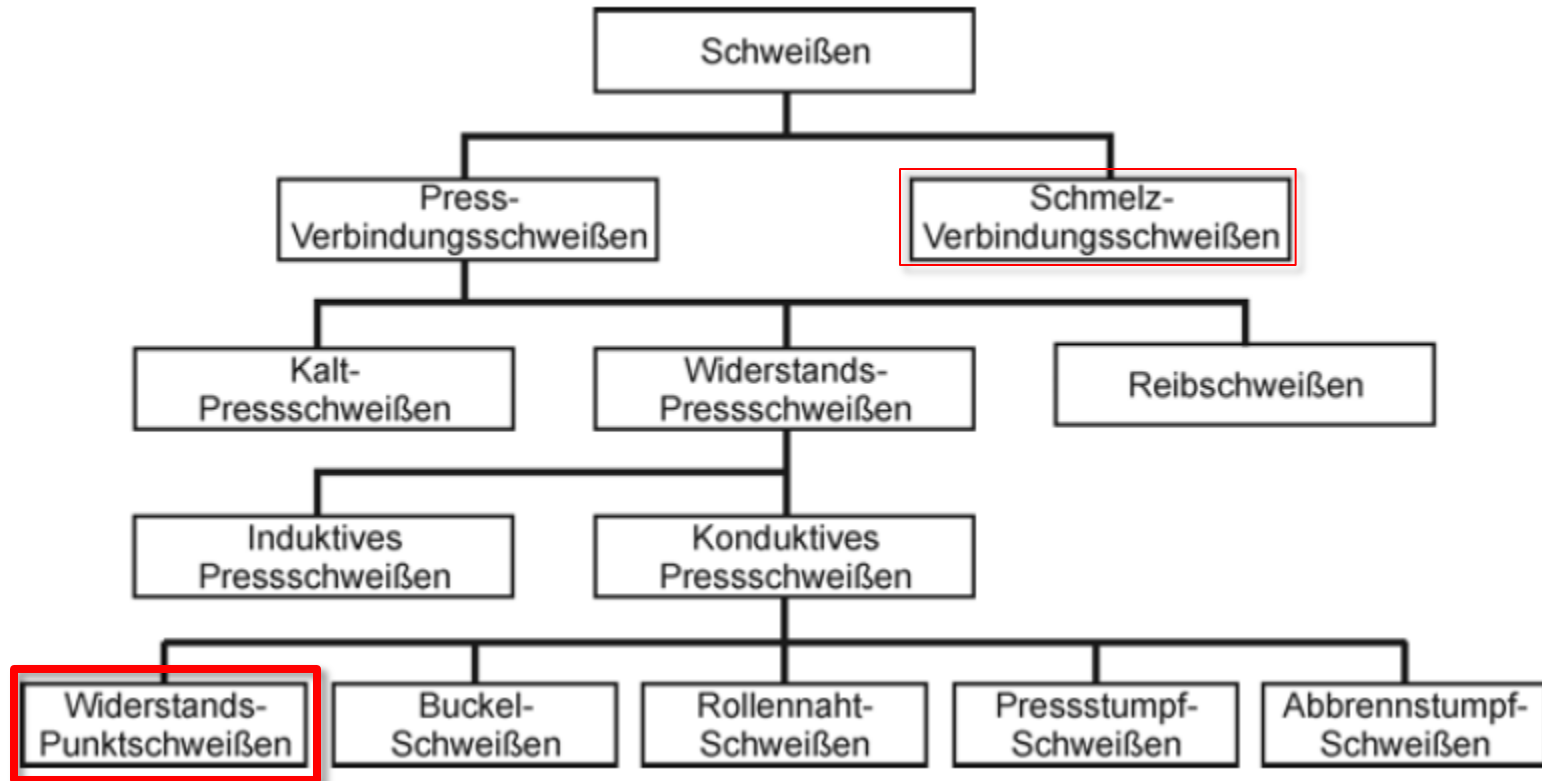 Schweißen
Press-
Verbindungsschweißen
Schmelz-
Verbindungsschweißen
Kalt-
Pressschweißen
Widerstands-
Pressschweißen
Reibschweißen
Induktives
Pressschweißen
Konduktives
Pressschweißen
Widerstands-
Punktschweißen
Buckel-
Schweißen
Rollennaht-
Schweißen
Pressstumpf-
Schweißen
Abbrennstumpf-
Schweißen